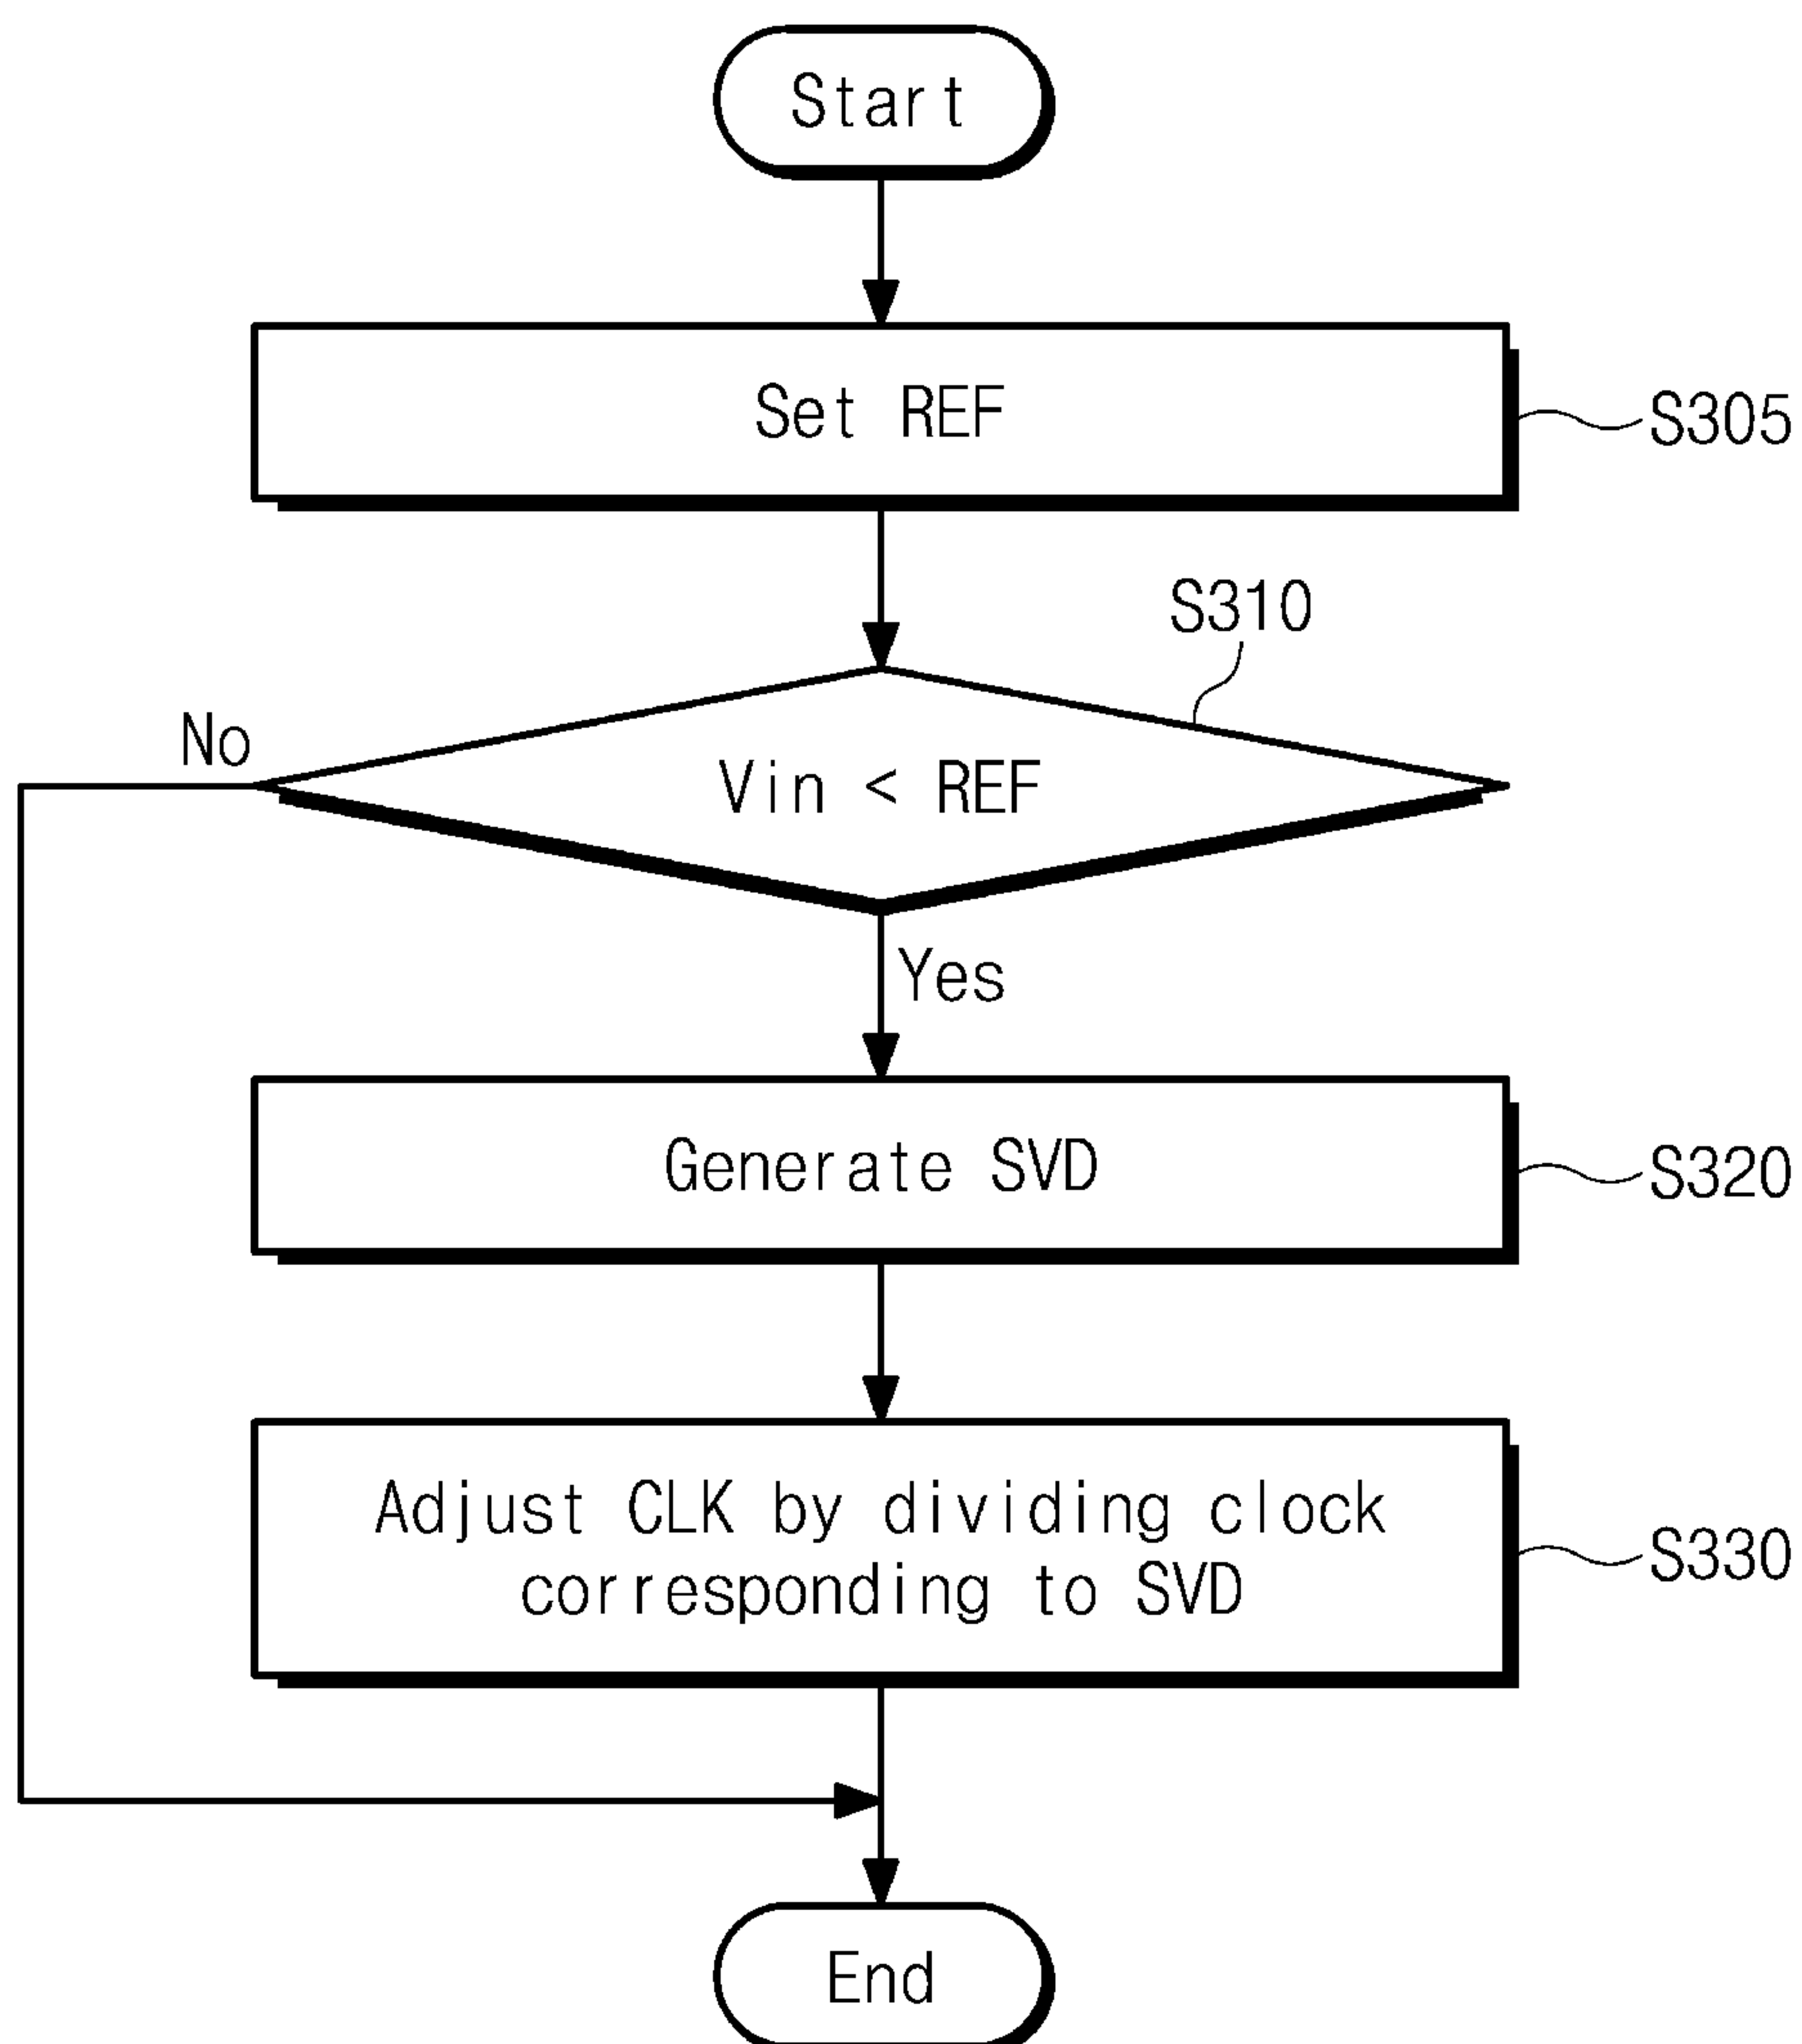 Start
Set REF
S305
S310
No
Vin < REF
Yes
Generate SVD
S320
Adjust CLK by dividing clock
corresponding to SVD
S330
End